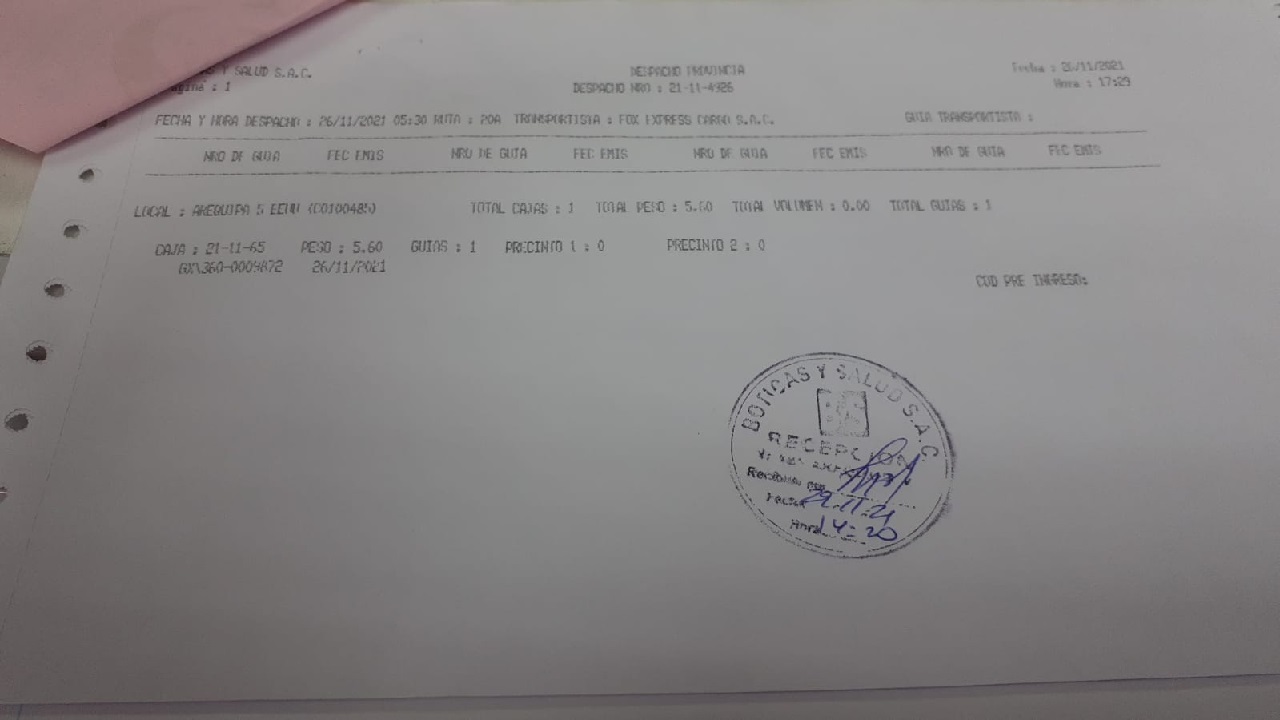 Y SALUD S.A.C.
DESPACHO PROVINCIA
Fecha : 26/11/2021
Pagina : 1
DESPACHO NRO : 21-11-4926
Hora : 17:29
FECHA Y HORA DESPACHO : 26/11/2021 05:30 RUTA : 20A TRANSPORTISTA : FOX EXPRESS CARGO S.A.C.
GUIA TRANSPORTISTA :
NRO DE GUIA FEC EMIS NRO DE GUIA FEC EMIS NRO DE GUIA FEC EMIS NRO DE GUIA FEC EMIS
LOCAL : AREQUIPA 5 EEUU (C0100485) TOTAL CAJAS : 1 TOTAL PESO : 5.60 TOTAL VOLUMEN : 0.00 TOTAL GUIAS : 1
CAJA : 21-11-65 PESO : 5.60 GUIAS : 1 PRECINTO 1 : 0 PRECINTO 2 : 0
26/11/2021
COD PRE INGRESO:
BOTICAS Y SALUD S.A.C
RECEPCION
Recibido por
Fecha 29.11.21
Hora 14:20